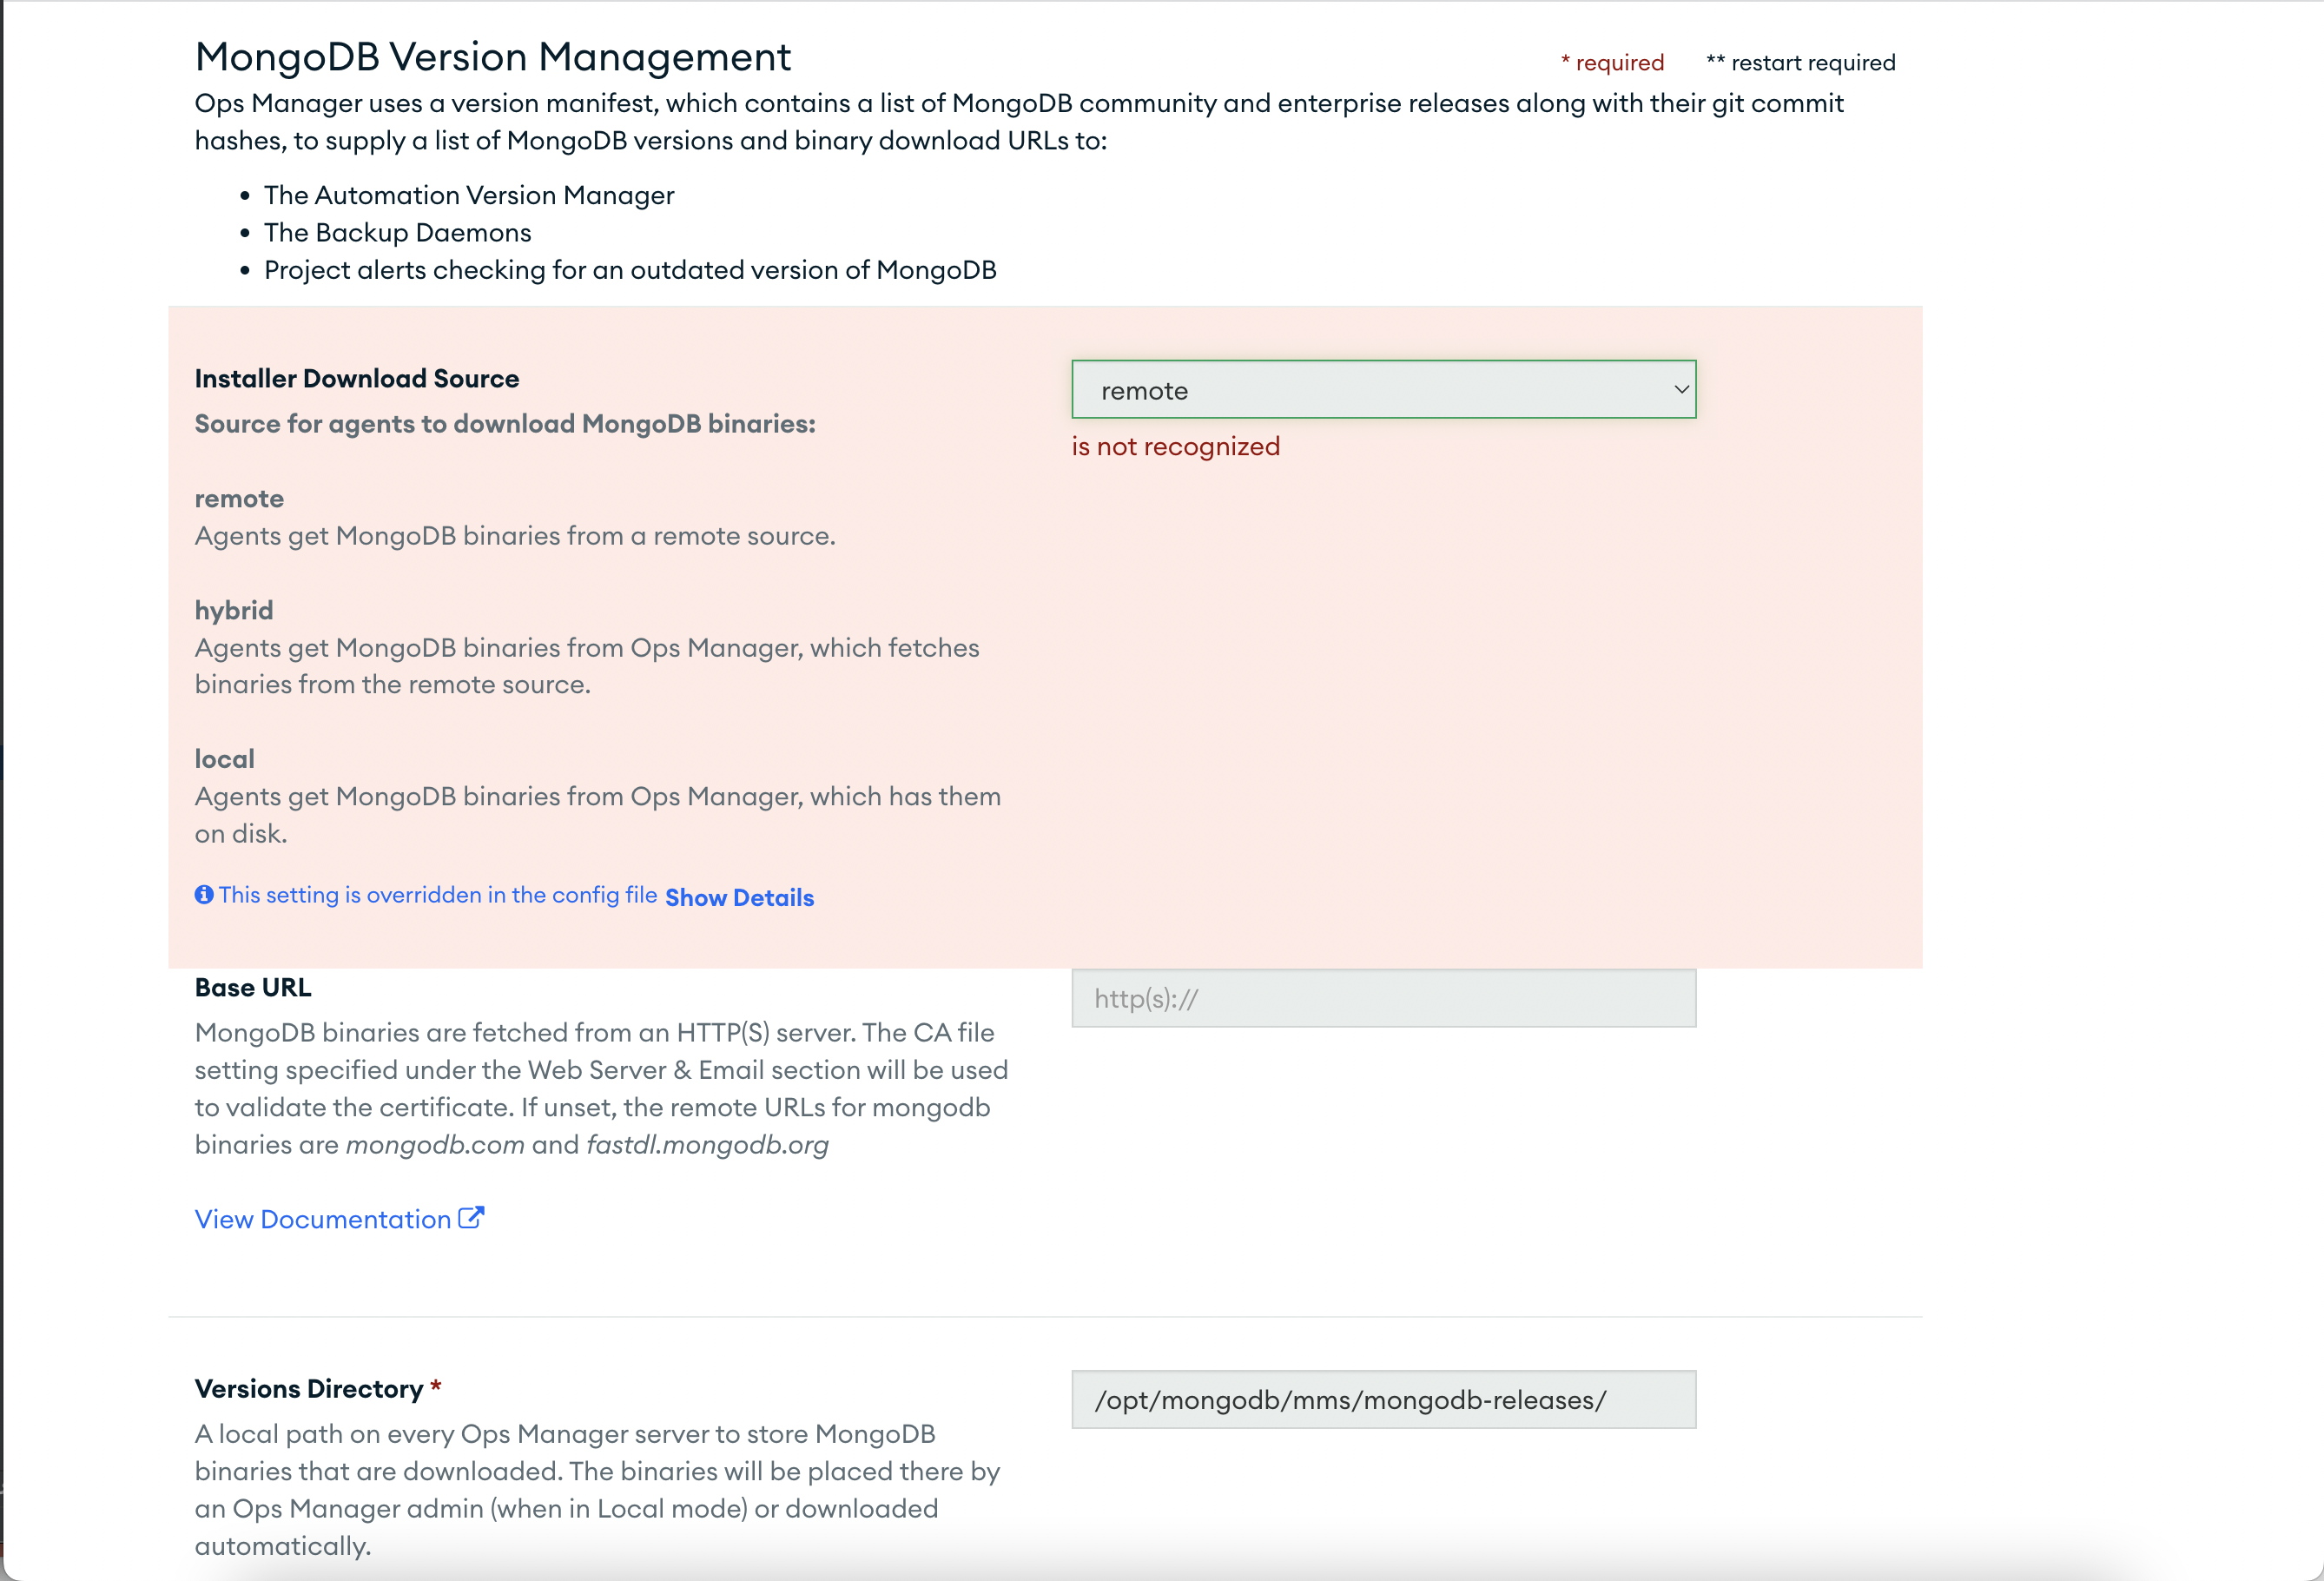 MongoDB Version Management
* required ** restart required
Ops Manager uses a version manifest, which contains a list of MongoDB community and enterprise releases along with their git commit
hashes, to supply a list of MongoDB versions and binary download URLs to:
• The Automation Version Manager
• The Backup Daemons
• Project alerts checking for an outdated version of MongoDB
Installer Download Source
Source for agents to download MongoDB binaries:
remote
Agents get MongoDB binaries from a remote source.
hybrid
Agents get MongoDB binaries from Ops Manager, which fetches
binaries from the remote source.
local
Agents get MongoDB binaries from Ops Manager, which has them
on disk.
This setting is overridden in the config file Show Details
remote
is not recognized
Base URL
MongoDB binaries are fetched from an HTTP(S) server. The CA file
setting specified under the Web Server & Email section will be used
to validate the certificate. If unset, the remote URLs for mongodb
binaries are mongodb.com and fastdl.mongodb.org
View Documentation
http(s)://
Versions Directory *
A local path on every Ops Manager server to store MongoDB
binaries that are downloaded. The binaries will be placed there by
an Ops Manager admin (when in Local mode) or downloaded
automatically.
/opt/mongodb/mms/mongodb-releases/